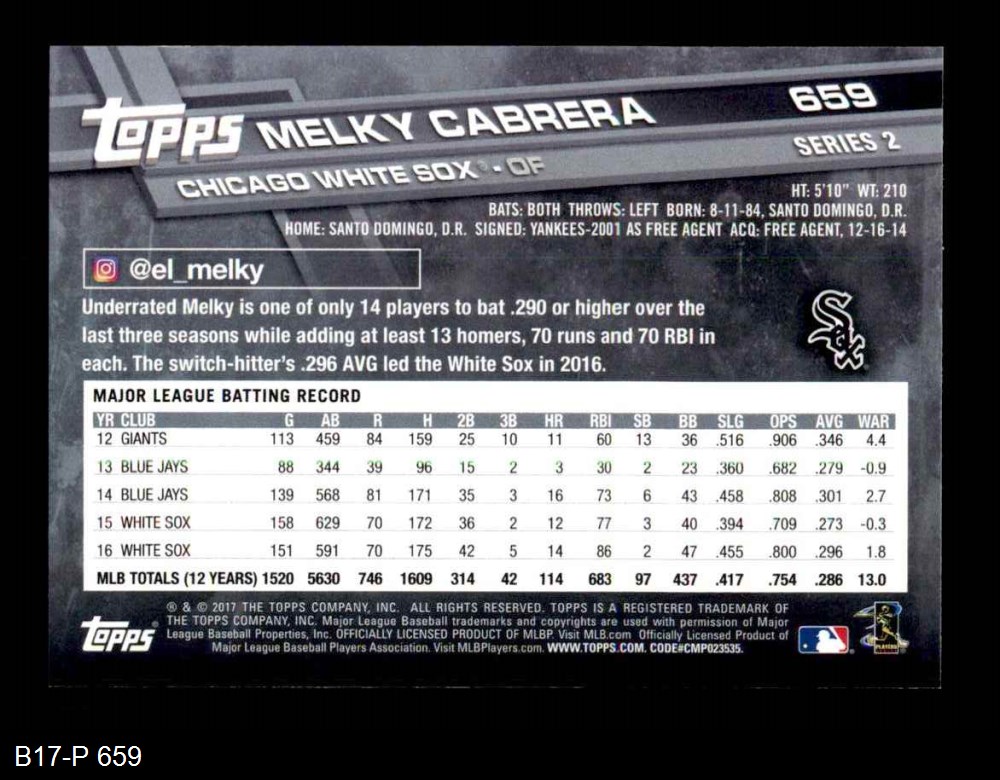 TOPPS MELKY CABRERA 659
CHICAGO WHITE SOX® - OF SERIES 2
HT: 5'10" WT: 210
BATS: BOTH THROWS: LEFT BORN: 8-11-84, SANTO DOMINGO, D.R.
HOME: SANTO DOMINGO, D.R. SIGNED: YANKEES-2001 AS FREE AGENT ACQ: FREE AGENT, 12-16-14
@el_melky
Underrated Melky is one of only 14 players to bat .290 or higher over the
last three seasons while adding at least 13 homers, 70 runs and 70 RBI in
each. The switch-hitter's .296 AVG led the White Sox in 2016.
Sox
MAJOR LEAGUE BATTING RECORD
YR CLUB G AB R H 2B 3B HR RBI SB BB SLG OPS AVG WAR
12 GIANTS 113 459 84 159 25 10 11 60 13 36 .516 .906 .346 4.4
13 BLUE JAYS 88 344 39 96 15 2 3 30 2 23 .360 .682 .279 -0.9
14 BLUE JAYS 139 568 81 171 35 3 16 73 6 43 .458 .808 .301 2.7
15 WHITE SOX 158 629 70 172 36 2 12 77 3 40 .394 .709 .273 -0.3
16 WHITE SOX 151 591 70 175 42 5 14 86 2 47 .455 .800 .296 1.8
MLB TOTALS (12 YEARS) 1520 5630 746 1609 314 42 114 683 97 437 .417 .754 .286 13.0
® & © 2017 THE TOPPS COMPANY, INC. ALL RIGHTS RESERVED. TOPPS IS A REGISTERED TRADEMARK OF
THE TOPPS COMPANY, INC. Major League Baseball trademarks and copyrights are used with permission of Major
League Baseball Properties, Inc. OFFICIALLY LICENSED PRODUCT OF MLBP. Visit MLB.com Officially Licensed Product of
Major League Baseball Players Association. Visit MLBPlayers.com. WWW.TOPPS.COM. CODE#CMP023535.
TOPPS®
PLAYERS
B17-P 659